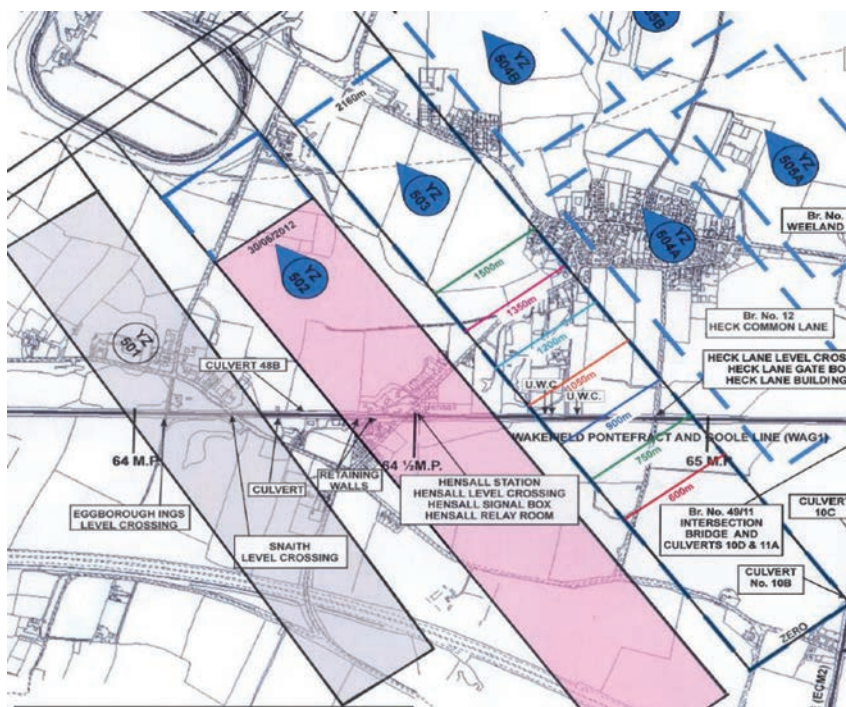 YZ
505B
YZ
504B
2160m
YZ
503
YZ
505A
YZ
504A
30/06/2012
YZ
502
Br. No.
WEELAND
1500m
1350m
1200m
1050m
900m
750m
600m
Br. No. 12
HECK COMMON LANE
YZ
501
CULVERT 48B
U.W.C.
U.W.C.
HECK LANE LEVEL CROSS
HECK LANE GATE BO
HECK LANE BUILDING
WAKEFIELD PONTEFRACT AND GOOLE LINE (WAG1)
64 M.P.
64 ½M.P.
65 M.P.
RETAINING
WALLS
CULVERT
EGGBOROUGH INGS
LEVEL CROSSING
SNAITH
LEVEL CROSSING
HENSALL STATION
HENSALL LEVEL CROSSING
HENSALL SIGNAL BOX
HENSALL RELAY ROOM
Br. No. 49/11
INTERSECTION
BRIDGE AND
CULVERTS 10D & 11A
CULVERT
10C
CULVERT
No. 10B
ZERO
(ECM2)